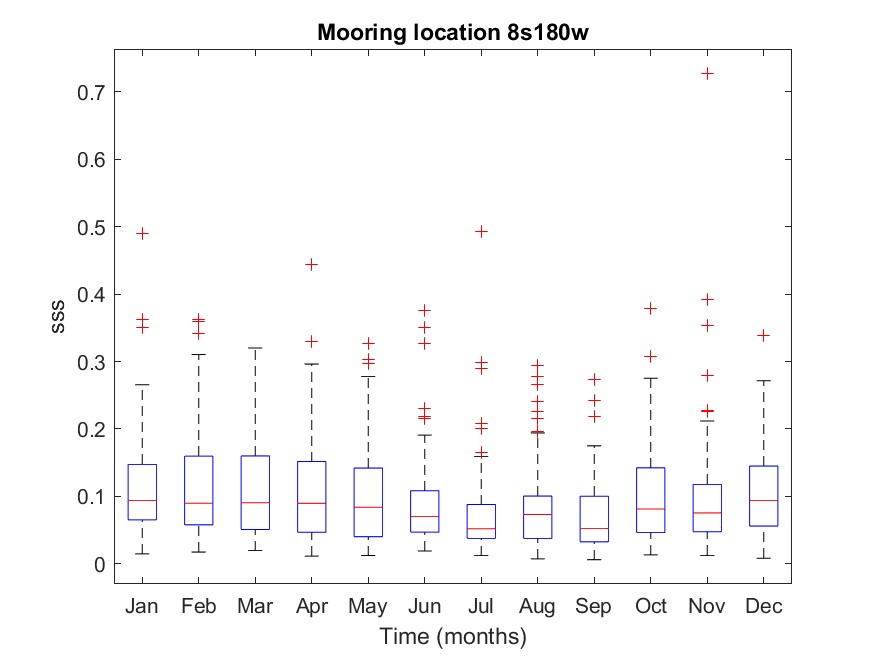 Mooring location 8s180w
0.7
0.6
0.5
0.4
0.3
0.2
0.1
0
sss
Jan Feb Mar Apr May Jun Jul Aug Sep Oct Nov Dec
Time (months)